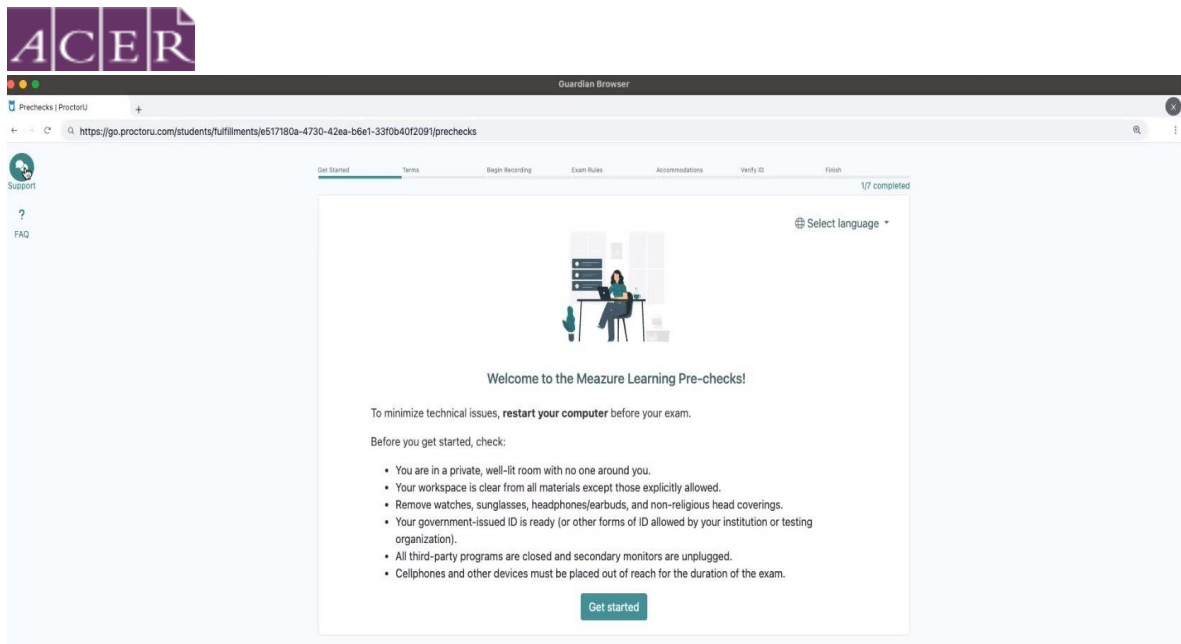 ACER
Guardian Browser
Prechecks | ProctorU
https://go.proctoru.com/students/fulfillments/e517180a-4730-42ea-b6e1-33f0b40f2091/prechecks
Support
?
FAQ
Get Started Terms Begin Recording Exam Rules Accommodations Verify ID Finish
1/7 completed
Select language
Welcome to the Meazure Learning Pre-checks!
To minimize technical issues, restart your computer before your exam.
Before you get started, check:
• You are in a private, well-lit room with no one around you.
• Your workspace is clear from all materials except those explicitly allowed.
• Remove watches, sunglasses, headphones/earbuds, and non-religious head coverings.
• Your government-issued ID is ready (or other forms of ID allowed by your institution or testing
organization).
• All third-party programs are closed and secondary monitors are unplugged.
• Cellphones and other devices must be placed out of reach for the duration of the exam.
Get started